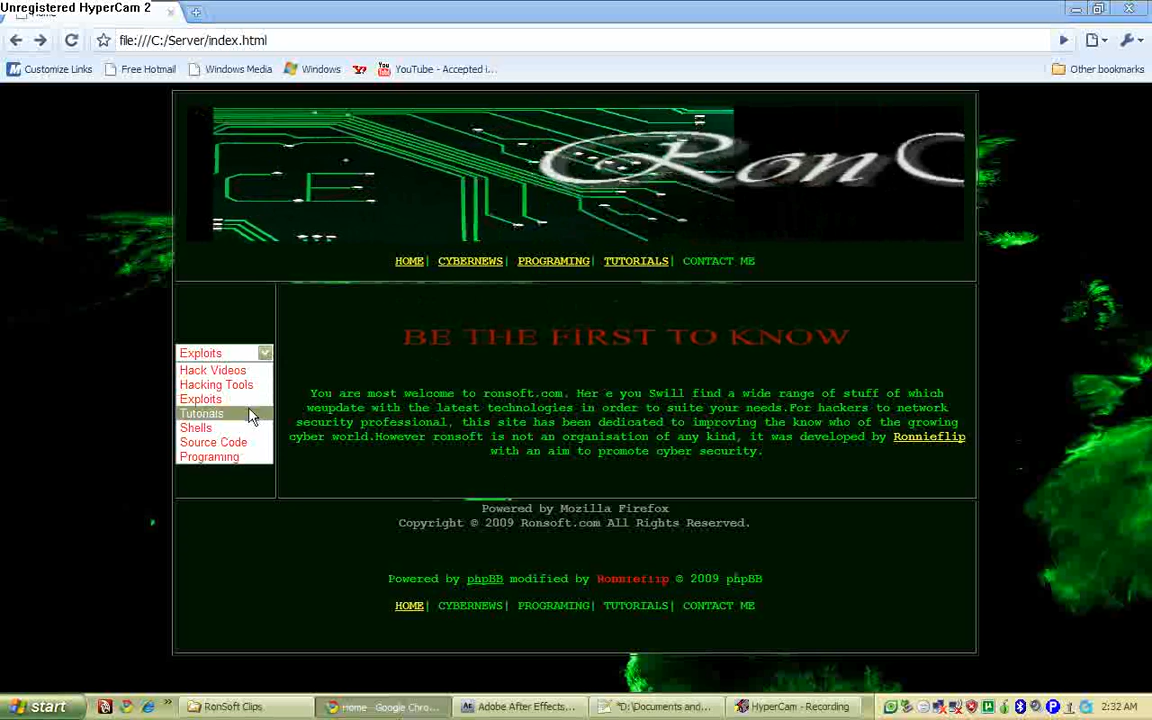 Unregistered HyperCam 2
file:///C:/Server/index.html
Customize Links Free Hotmail Windows Media Windows YouTube - Accepted i... Other bookmarks
CE Ron
HOME| CYBERNEWS| PROGRAMING| TUTORIALS| CONTACT ME
BE THE FIRST TO KNOW
Exploits
Hack Videos
Hacking Tools
Exploits
Tutorials
Shells
Source Code
Programing
You are most welcome to ronsoft.com. Her e you Swill find a wide range of stuff of which
weupdate with the latest technologies in order to suite your needs.For hackers to network
security professional, this site has been dedicated to improving the know who of the growing
cyber world.However ronsoft is not an organisation of any kind, it was developed by Ronnieflip
with an aim to promote cyber security.
Powered by Mozilla Firefox
Copyright © 2009 Ronsoft.com All Rights Reserved.
Powered by phpBB modified by Ronnieflip © 2009 phpBB
HOME| CYBERNEWS| PROGRAMING| TUTORIALS| CONTACT ME
start RonSoft Clips Home - Google Chro... Adobe After Effects... "D:\Documents and... HyperCam - Recording 2:32 AM